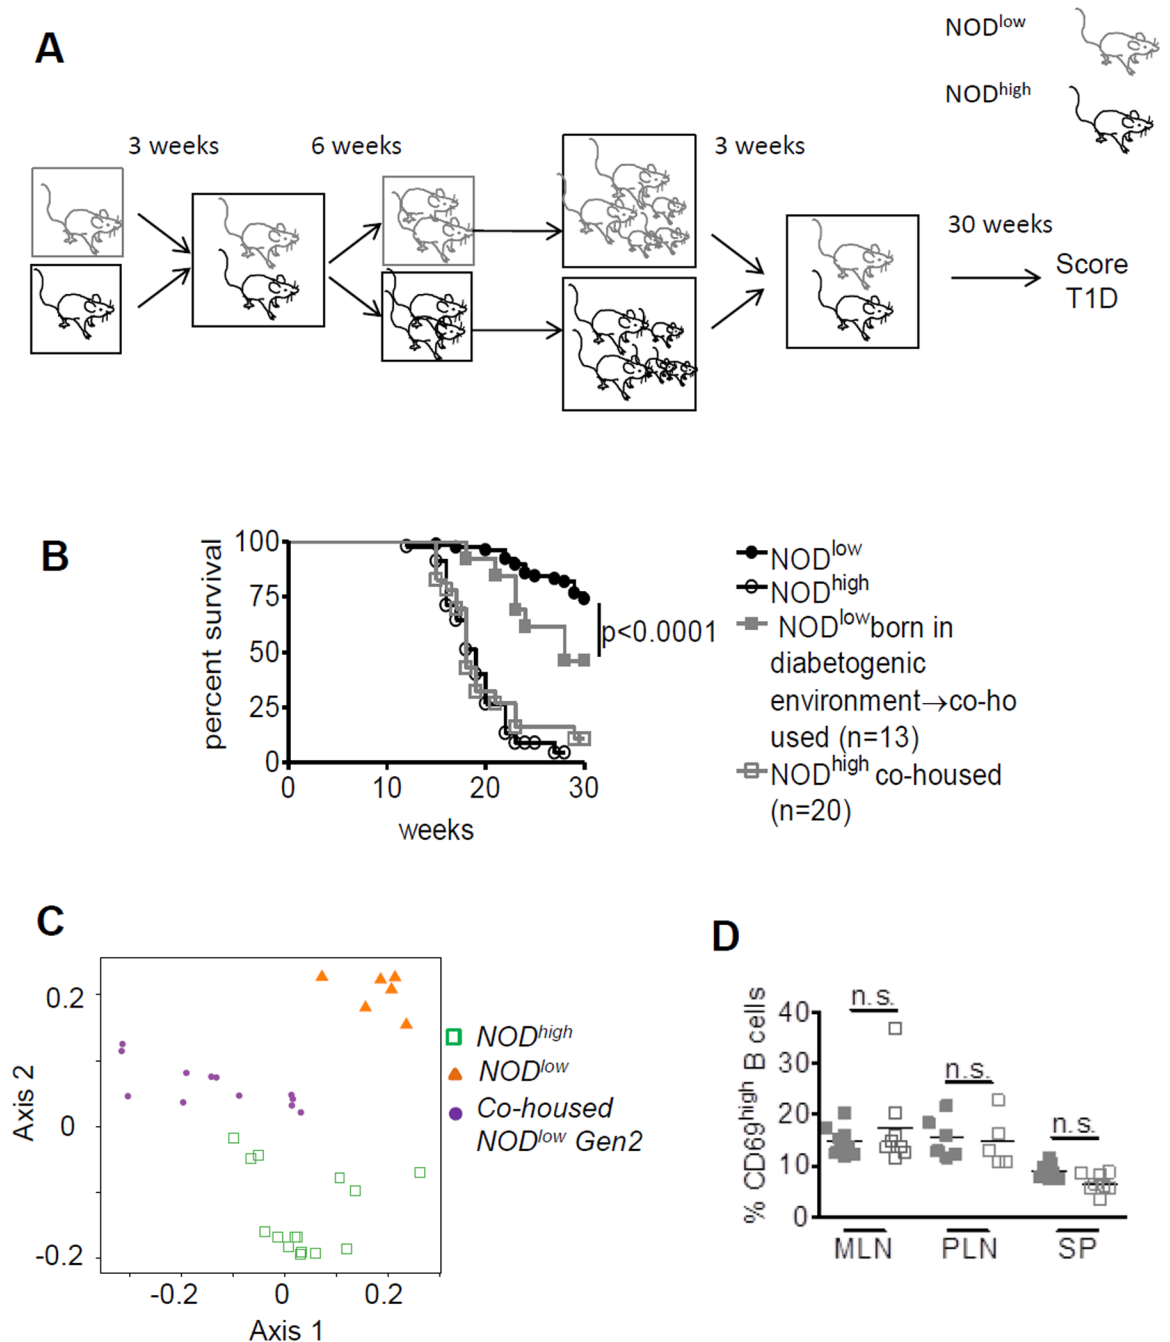 A
NODlow
NODhigh
3 weeks
6 weeks
3 weeks
30 weeks
Score
T1D
B
percent survival
100
75
50
25
0
0
10
20
30
weeks
p<0.0001
NODlow
NODhigh
NODlow born in
diabetogenic
environment→co-ho
used (n=13)
NODhigh co-housed
(n=20)
C
Axis 2
0.2
0
-0.2
-0.2
0
0.2
Axis 1
NODhigh
NODlow
Co-housed
NODlow Gen2
D
% CD69high B cells
40
30
20
10
0
n.s.
n.s.
n.s.
MLN
PLN
SP